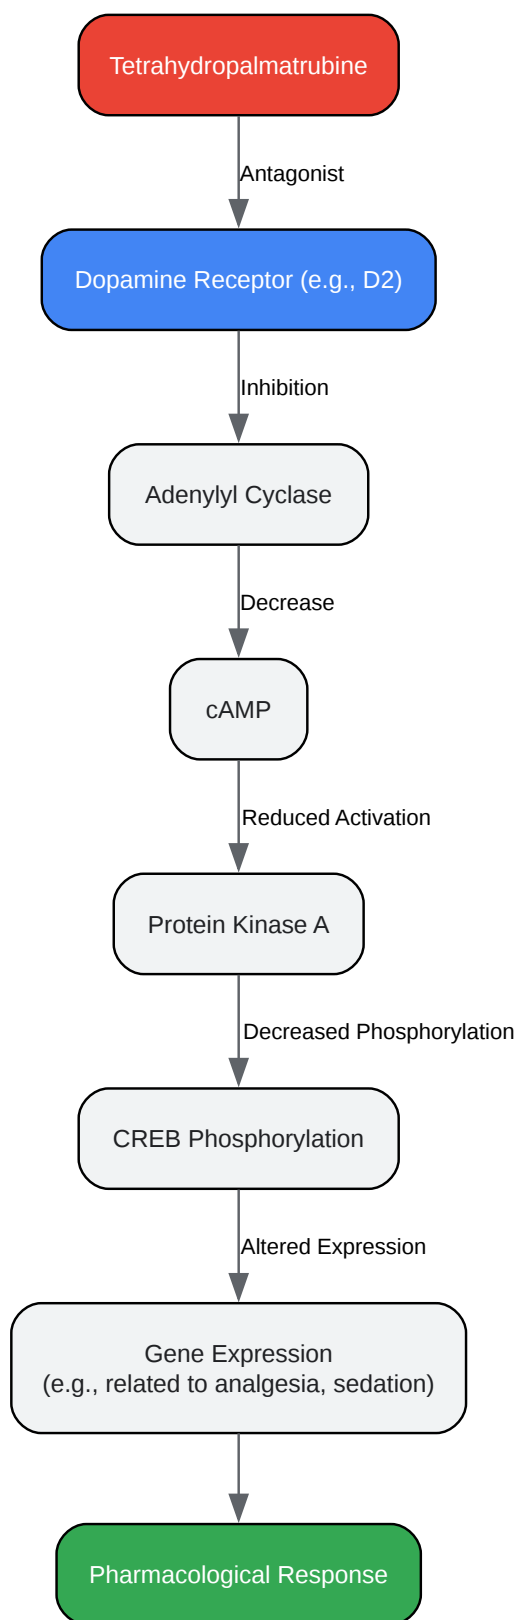 Tetrahydropalmatrubine
Antagonist
Dopamine Receptor (e.g., D2)
Inhibition
Adenylyl Cyclase
Decrease
cAMP
Reduced Activation
Protein Kinase A
Decreased Phosphorylation
CREB Phosphorylation
Altered Expression
Gene Expression
(e.g., related to analgesia, sedation)
Pharmacological Response